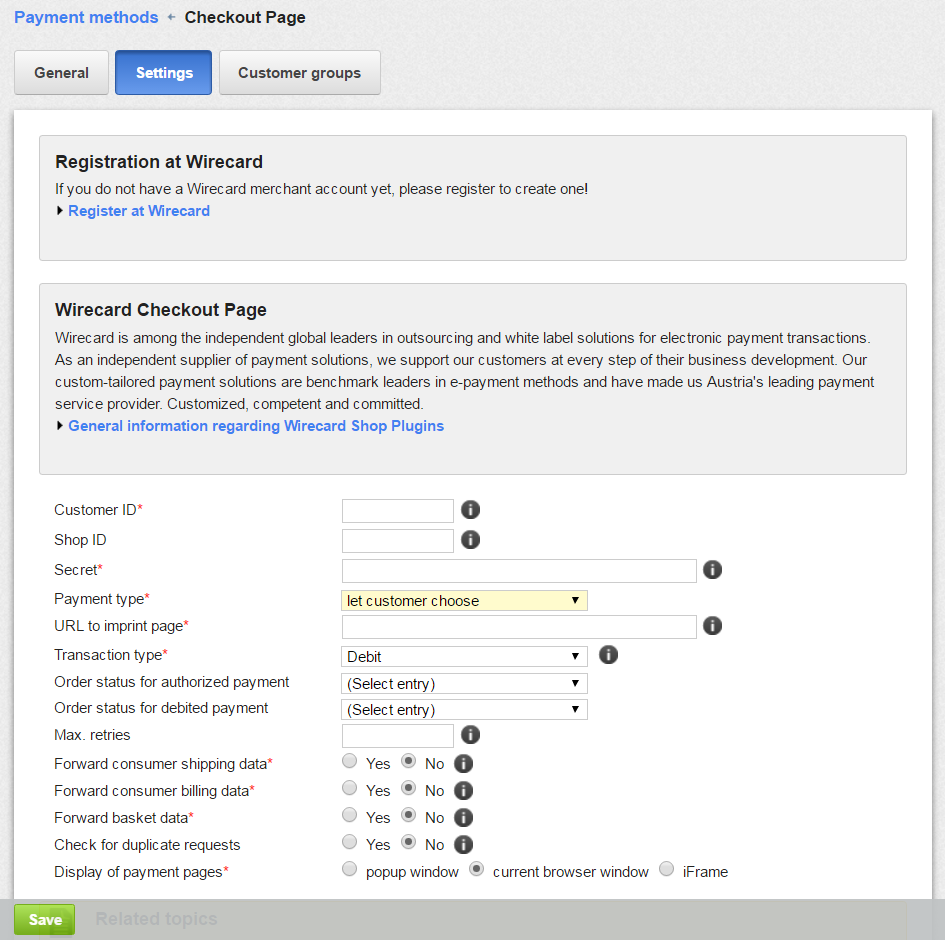 Payment methods Checkout Page
General Settings Customer groups
Registration at Wirecard
If you do not have a Wirecard merchant account yet, please register to create one!
Register at Wirecard
Wirecard Checkout Page
Wirecard is among the independent global leaders in outsourcing and white label solutions for electronic payment transactions.
As an independent supplier of payment solutions, we support our customers at every step of their business development. Our
custom-tailored payment solutions are benchmark leaders in e-payment methods and have made us Austria's leading payment
service provider. Customized, competent and committed.
General information regarding Wirecard Shop Plugins
Customer ID*
Shop ID
Secret*
Payment type* let customer choose
URL to imprint page*
Transaction type* Debit
Order status for authorized payment (Select entry)
Order status for debited payment (Select entry)
Max. retries
Forward consumer shipping data* Yes No
Forward consumer billing data* Yes No
Forward basket data* Yes No
Check for duplicate requests Yes No
Display of payment pages* popup window current browser window iFrame
Save Related topics